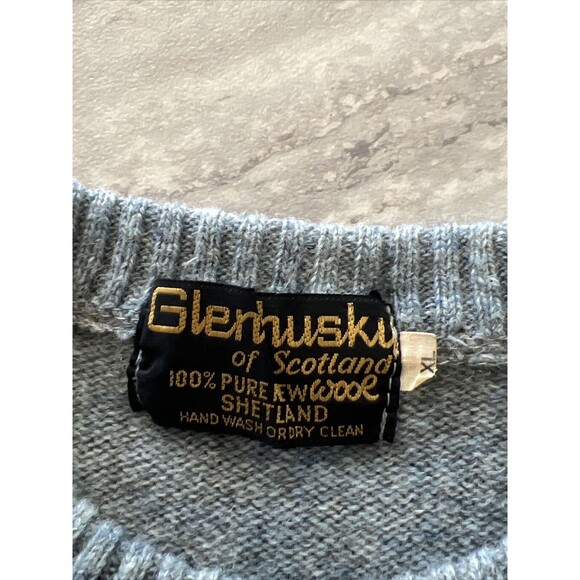 Glenhusky
of Scotland
100% PURE NEW WOOL
SHETLAND
HAND WASH OR DRY CLEAN
XL